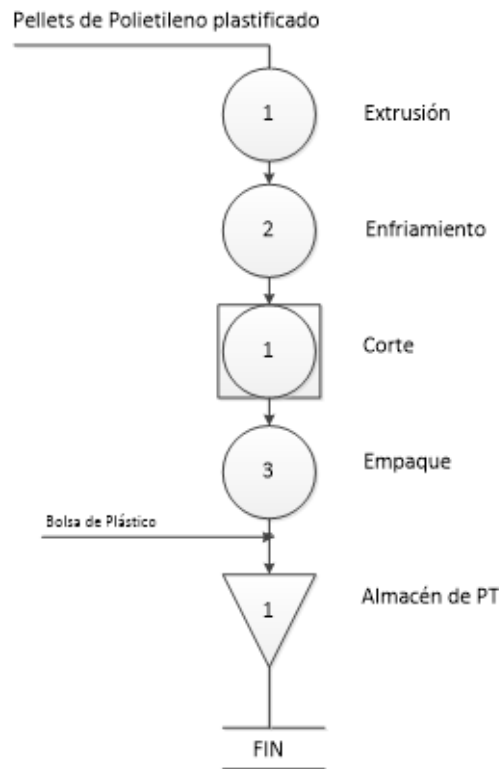 Pellets de Polietileno plastificado
1 Extrusión
2 Enfriamiento
1 Corte
3 Empaque
Bolsa de Plástico
1 Almacén de PT
FIN